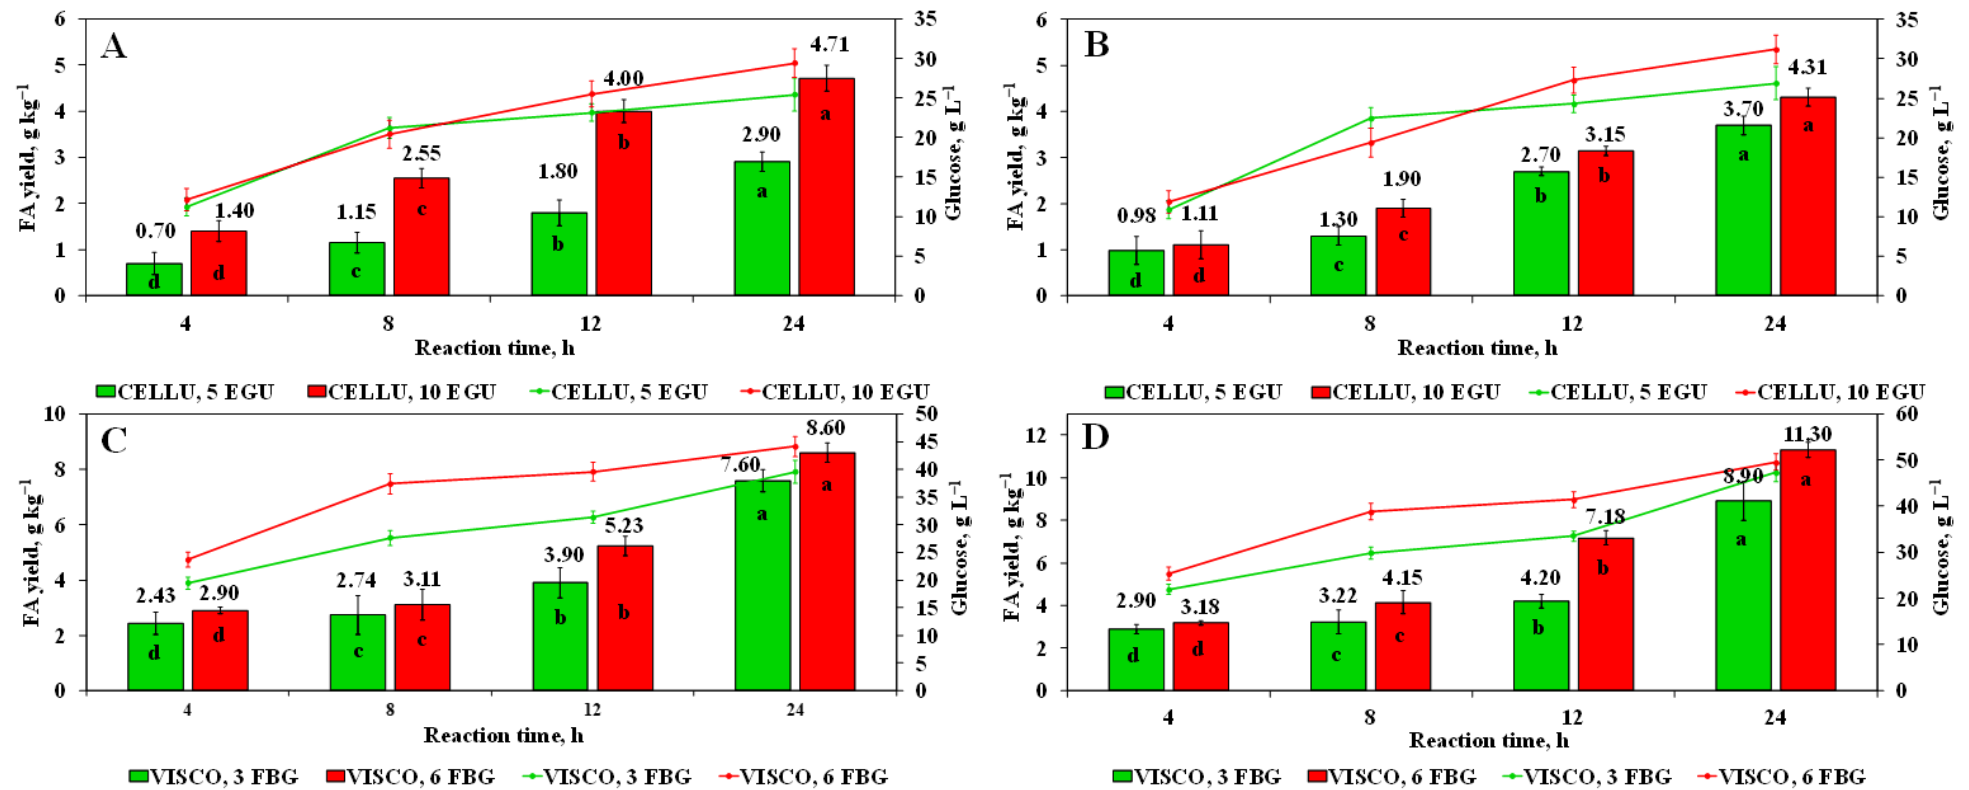 A
FA yield, g kg⁻¹
6
5
4
3
2
1
0
0.70
1.40
1.15
2.55
1.80
4.00
2.90
4.71
d
d
c
c
b
b
a
a
35
30
25
20
15
10
5
0
Glucose, g L⁻¹
4
8
12
24
Reaction time, h
CELLU, 5 EGU
CELLU, 10 EGU
CELLU, 5 EGU
CELLU, 10 EGU
B
FA yield, g kg⁻¹
6
5
4
3
2
1
0
0.98
1.11
1.30
1.90
2.70
3.15
3.70
4.31
d
d
c
c
b
b
a
a
35
30
25
20
15
10
5
0
Glucose, g L⁻¹
4
8
12
24
Reaction time, h
CELLU, 5 EGU
CELLU, 10 EGU
CELLU, 5 EGU
CELLU, 10 EGU
C
FA yield, g kg⁻¹
10
8
6
4
2
0
2.43
2.90
2.74
3.11
3.90
5.23
7.60
8.60
d
d
c
c
b
b
a
a
50
45
40
35
30
25
20
15
10
5
0
Glucose, g L⁻¹
4
8
12
24
Reaction time, h
VISCO, 3 FBG
VISCO, 6 FBG
VISCO, 3 FBG
VISCO, 6 FBG
D
FA yield, g kg⁻¹
12
10
8
6
4
2
0
2.90
3.18
3.22
4.15
4.20
7.18
8.90
11.30
d
d
c
c
b
b
a
a
60
50
40
30
20
10
0
Glucose, g L⁻¹
4
8
12
24
Reaction time, h
VISCO, 3 FBG
VISCO, 6 FBG
VISCO, 3 FBG
VISCO, 6 FBG